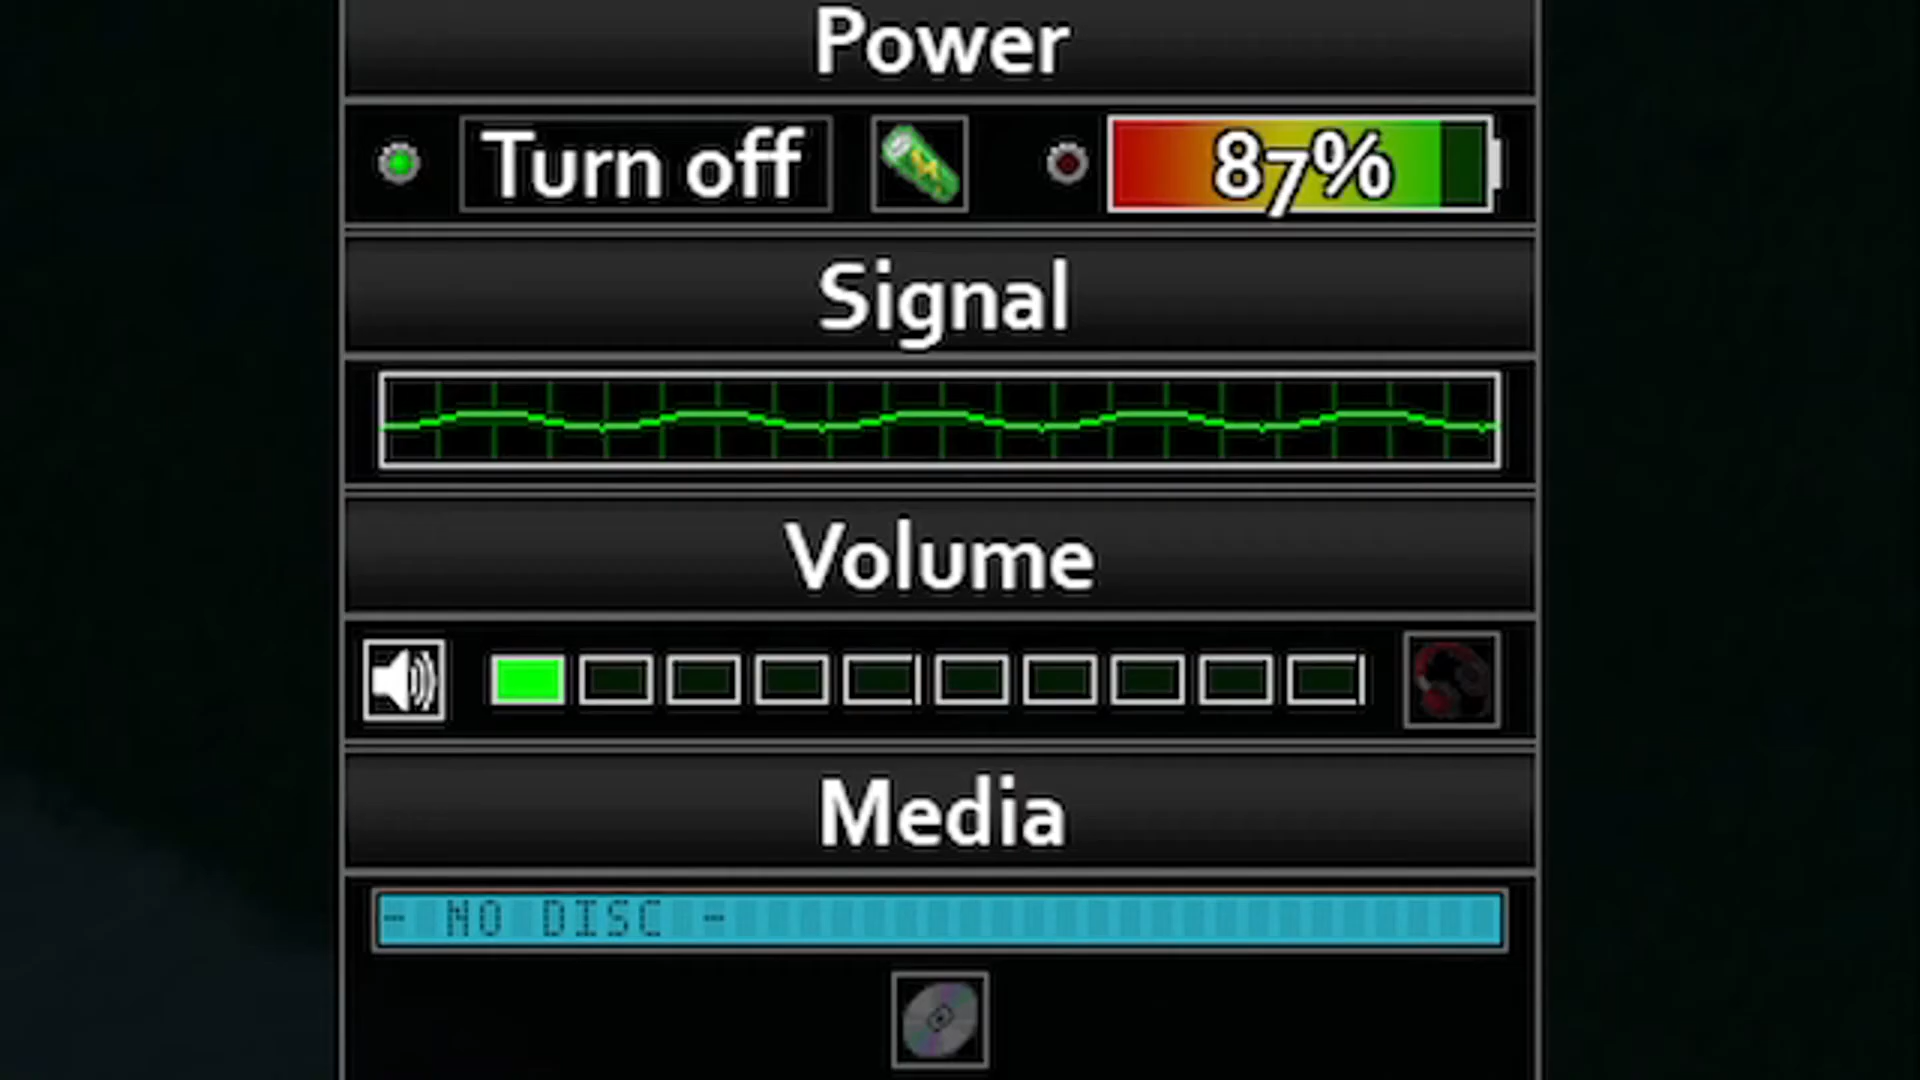 Power
Turn off 87%
Signal
Volume
Media
- NO DISC -